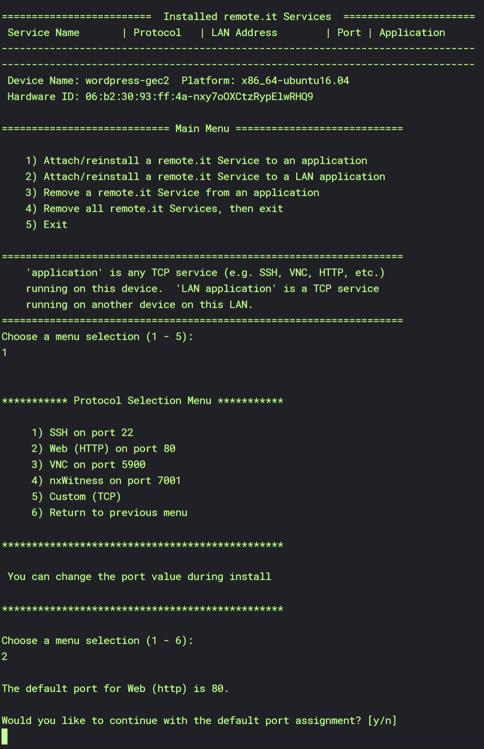 =========================  Installed remote.it Services  ======================
Service Name       | Protocol   | LAN Address        | Port | Application
-------------------------------------------------------------------------------
-------------------------------------------------------------------------------
Device Name: wordpress-gec2  Platform: x86_64-ubuntu16.04
Hardware ID: 06:b2:30:93:ff:4a-nxy7oOXCtzRypElwRHQ9
============================ Main Menu ============================
1) Attach/reinstall a remote.it Service to an application
2) Attach/reinstall a remote.it Service to a LAN application
3) Remove a remote.it Service from an application
4) Remove all remote.it Services, then exit
5) Exit
===================================================================
'application' is any TCP service (e.g. SSH, VNC, HTTP, etc.)
running on this device.  'LAN application' is a TCP service
running on another device on this LAN.
===================================================================
Choose a menu selection (1 - 5):
1
*********** Protocol Selection Menu ***********
1) SSH on port 22
2) Web (HTTP) on port 80
3) VNC on port 5900
4) nxWitness on port 7001
5) Custom (TCP)
6) Return to previous menu
***********************************************
You can change the port value during install
***********************************************
Choose a menu selection (1 - 6):
2
The default port for Web (http) is 80.
Would you like to continue with the default port assignment? [y/n]